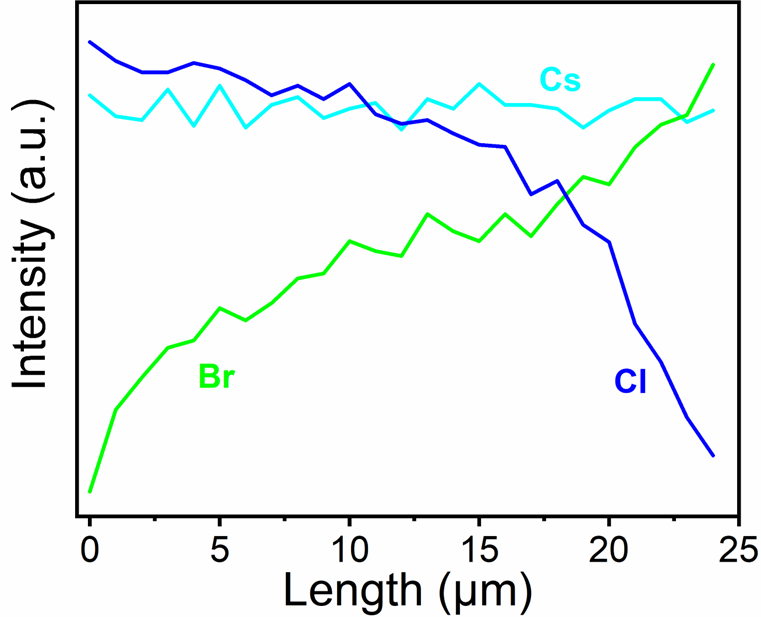 Intensity (a.u.)
Cs
Br
Cl
0 5 10 15 20 25
Length (μm)